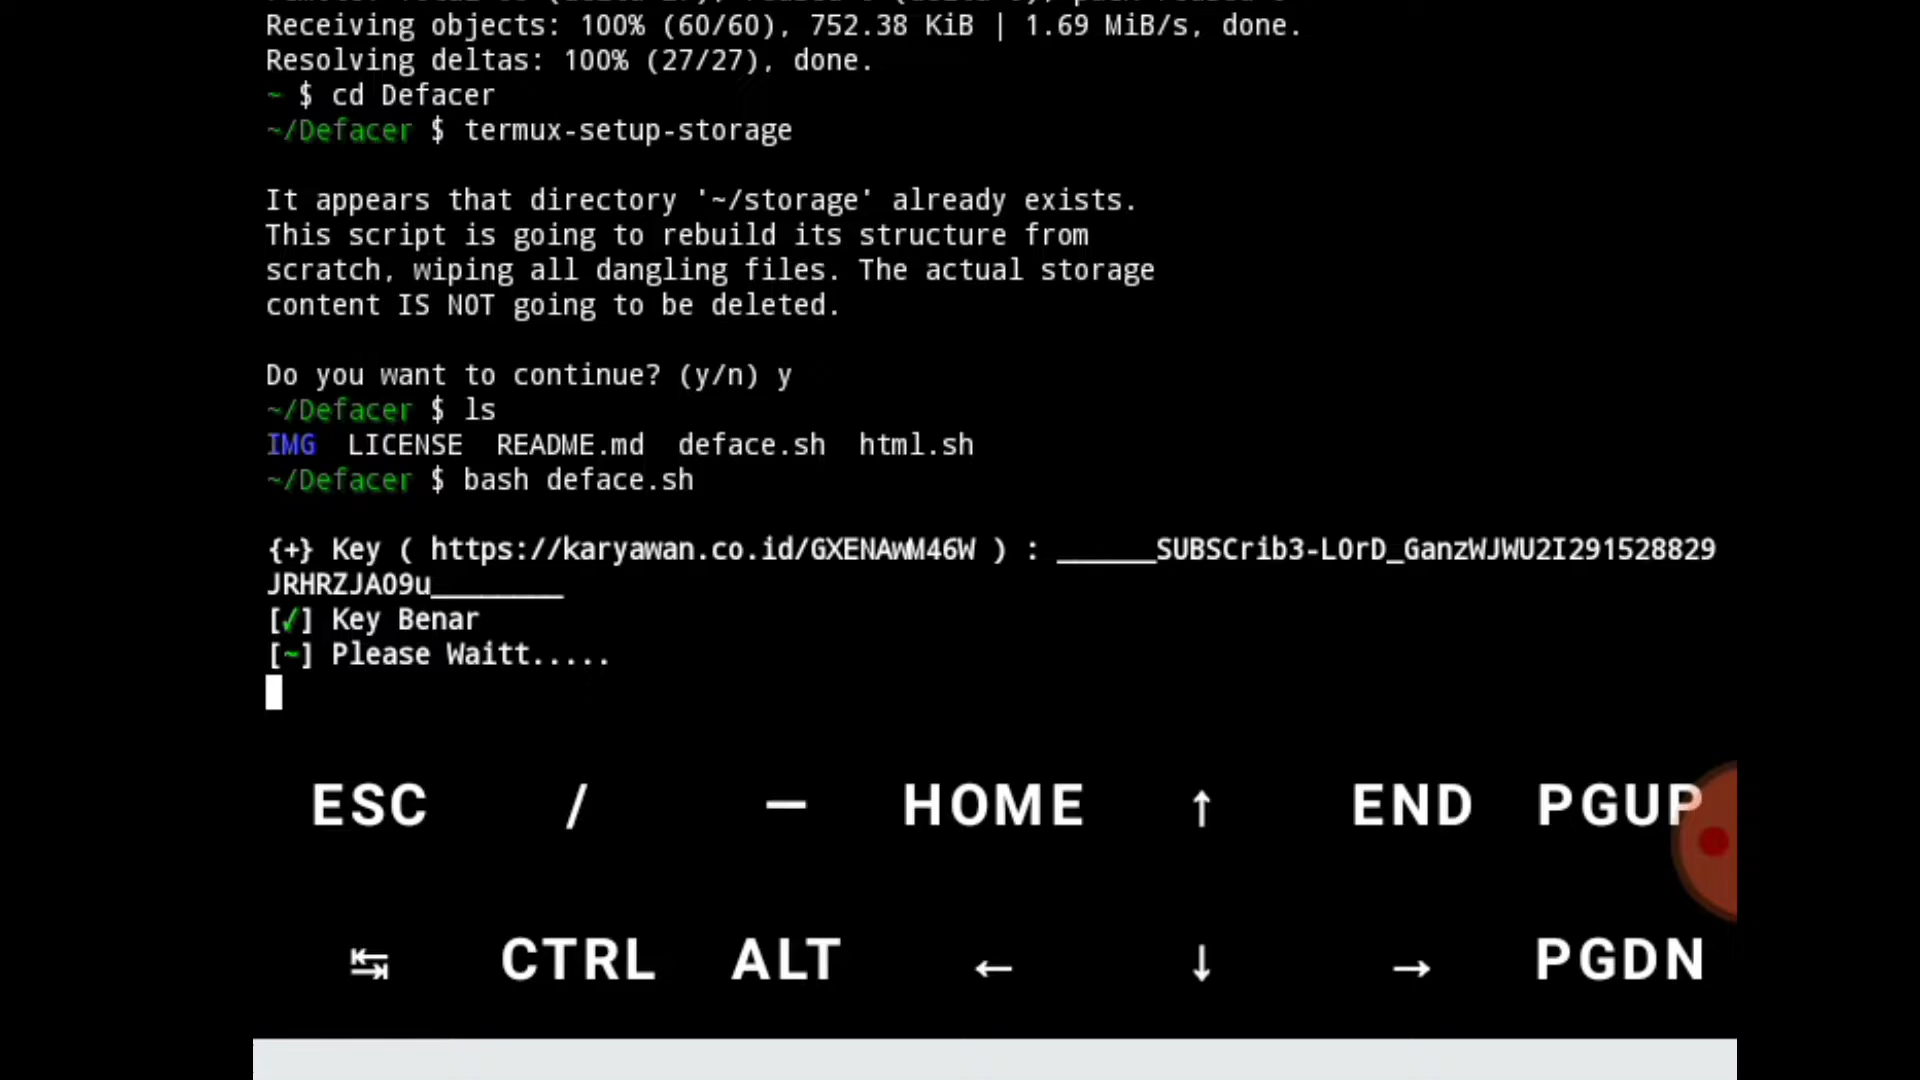 Receiving objects: 100% (60/60), 752.38 KiB | 1.69 MiB/s, done.
Resolving deltas: 100% (27/27), done.
~ $ cd Defacer
~/Defacer $ termux-setup-storage
It appears that directory '~/storage' already exists.
This script is going to rebuild its structure from
scratch, wiping all dangling files. The actual storage
content IS NOT going to be deleted.
Do you want to continue? (y/n) y
~/Defacer $ ls
IMG LICENSE README.md deface.sh html.sh
~/Defacer $ bash deface.sh
{+} Key ( https://karyawan.co.id/GXENAwM46W ) : ______SUBSCrib3-L0rD_GanzWJWU2I291528829
JRHRZJAO9u________
[✓] Key Benar
[~] Please Waitt.....
ESC / — HOME ↑ END PGUP
↹ CTRL ALT ← ↓ → PGDN